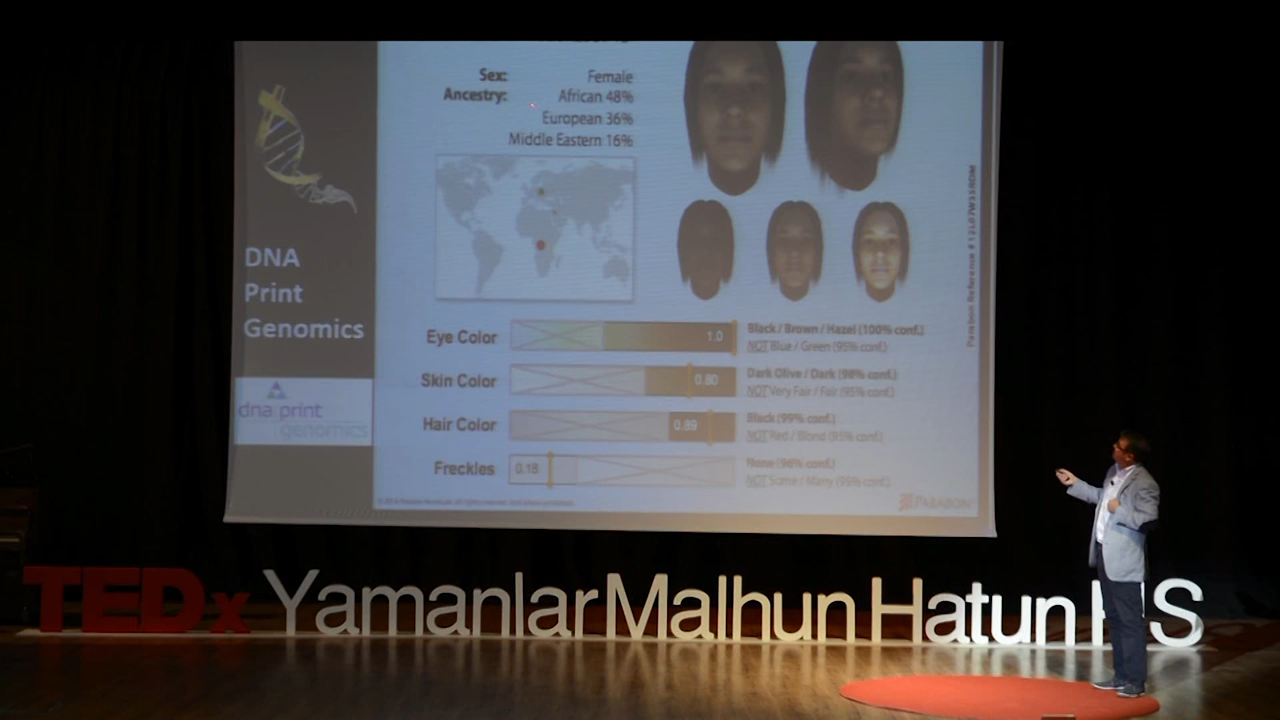 Sex: Female
Ancestry: African 48%
European 36%
Middle Eastern 16%
DNA
Print
Genomics
dna print
genomics
Eye Color 1.0 Black / Brown / Hazel (100% conf.)
NOT Blue / Green (95% conf.)
Skin Color 0.80 Dark Olive / Dark (98% conf.)
NOT Very Fair / Fair (95% conf.)
Hair Color 0.89 Black (99% conf.)
NOT Red / Blond (95% conf.)
Freckles 0.18 None (96% conf.)
NOT Some / Many (95% conf.)
PARABON
Parabon Reference #
TEDx Yamanlar Malhun Hatun HS